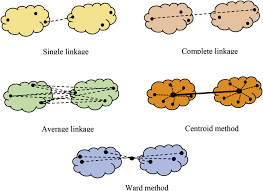 Single linkage
Complete linkage
Average linkage
Centroid method
Ward method